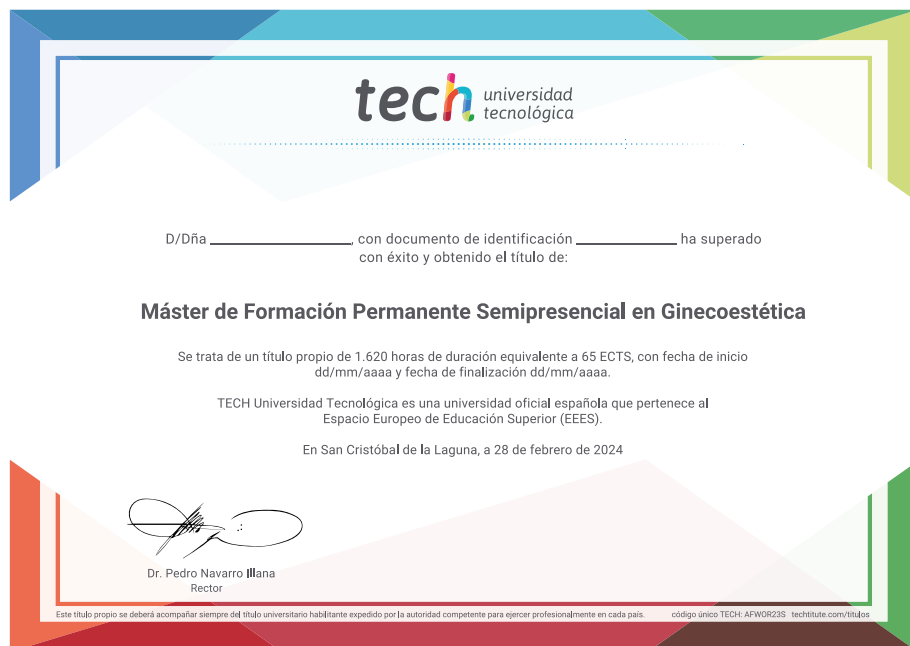 tech universidad
tecnológica
D/Dña ____________________, con documento de identificación ______________ ha superado
con éxito y obtenido el título de:
Máster de Formación Permanente Semipresencial en Ginecoestética
Se trata de un título propio de 1.620 horas de duración equivalente a 65 ECTS, con fecha de inicio
dd/mm/aaaa y fecha de finalización dd/mm/aaaa.
TECH Universidad Tecnológica es una universidad oficial española que pertenece al
Espacio Europeo de Educación Superior (EEES).
En San Cristóbal de la Laguna, a 28 de febrero de 2024
Dr. Pedro Navarro Illana
Rector
Este título propio se deberá acompañar siempre del título universitario habilitante expedido por la autoridad competente para ejercer profesionalmente en cada país. código único TECH: AFWOR23S techtitute.com/titulos